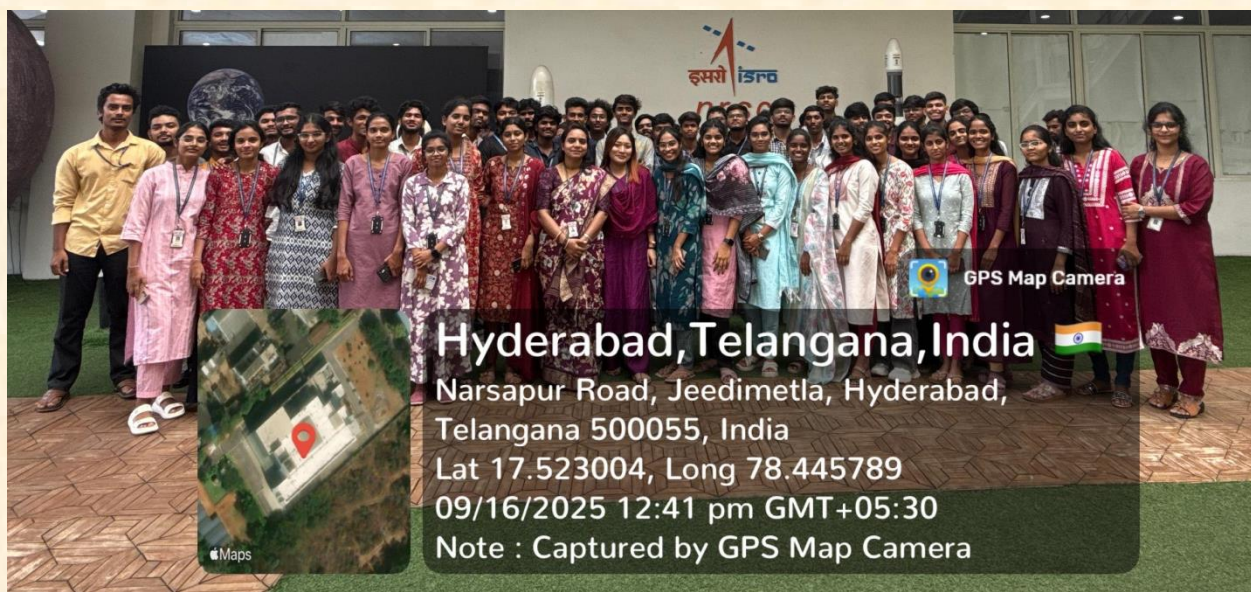 इसरो isro
nrsc
GPS Map Camera
Hyderabad,Telangana,India
Narsapur Road, Jeedimetla, Hyderabad,
Telangana 500055, India
Lat 17.523004, Long 78.445789
09/16/2025 12:41 pm GMT+05:30
Note : Captured by GPS Map Camera
Maps